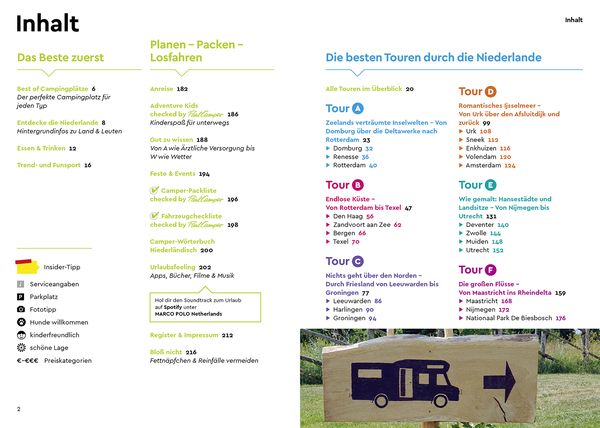 Inhalt
Inhalt
Das Beste zuerst
Best of Campingplätze 6
Der perfekte Campingplatz für
jeden Typ
Entdecke die Niederlande 8
Hintergrundinfos zu Land & Leuten
Essen & Trinken 12
Trend- und Funsport 16
Insider-Tipp
Serviceangaben
Parkplatz
Fototipp
Hunde willkommen
kinderfreundlich
schöne Lage
€–€€€ Preiskategorien
Planen – Packen –
Losfahren
Anreise 182
Adventure Kids
checked by PaulCamper 186
Kinderspaß für unterwegs
Gut zu wissen 188
Von A wie Ärztliche Versorgung bis
W wie Wetter
Feste & Events 194
Camper-Packliste
checked by PaulCamper 196
Fahrzeugcheckliste
checked by PaulCamper 198
Camper-Wörterbuch
Niederländisch 200
Urlaubsfeeling 202
Apps, Bücher, Filme & Musik
Hol dir den Soundtrack zum Urlaub
auf Spotify unter
MARCO POLO Netherlands
Register & Impressum 212
Bloß nicht 216
Fettnäpfchen & Reinfälle vermeiden
Die besten Touren durch die Niederlande
Alle Touren im Überblick 20
Tour A
Zeelands verträumte Inselwelten – Von
Domburg über die Deltawerke nach
Rotterdam 23
Domburg 32
Renesse 36
Rotterdam 40
Tour B
Endlose Küste –
Von Rotterdam bis Texel 47
Den Haag 56
Zandvoort aan Zee 62
Bergen 66
Texel 70
Tour C
Nichts geht über den Norden –
Durch Friesland von Leeuwarden bis
Groningen 77
Leeuwarden 86
Harlingen 90
Groningen 94
Tour D
Romantisches Ijsselmeer –
Von Urk über den Afsluitdijk und
zurück 99
Urk 108
Sneek 112
Enkhuizen 116
Volendam 120
Amsterdam 124
Tour E
Wie gemalt: Hansestädte und
Landsitze – Von Nijmegen bis
Utrecht 131
Deventer 140
Zwolle 144
Muiden 148
Utrecht 152
Tour F
Die großen Flüsse –
Von Maastricht ins Rheindelta 159
Maastricht 168
Nijmegen 172
Nationaal Park De Biesbosch 176
2